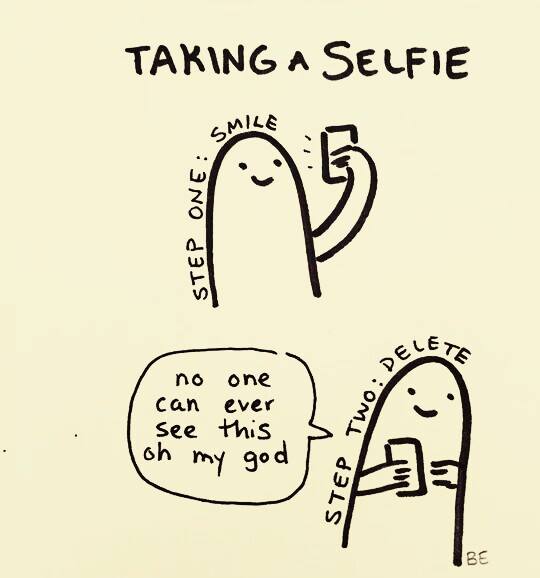 TAKING A SELFIE
STEP ONE: SMILE
STEP TWO: DELETE
no one
can ever
see this
oh my god
BE